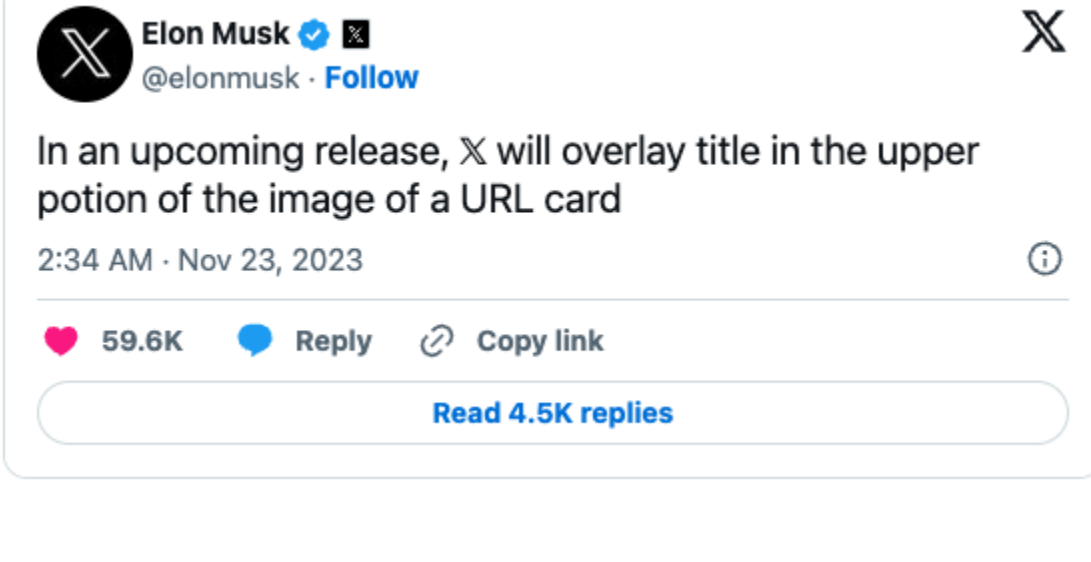 Elon Musk
@elonmusk · Follow
In an upcoming release, 𝕏 will overlay title in the upper
potion of the image of a URL card
2:34 AM · Nov 23, 2023
59.6K Reply Copy link
Read 4.5K replies